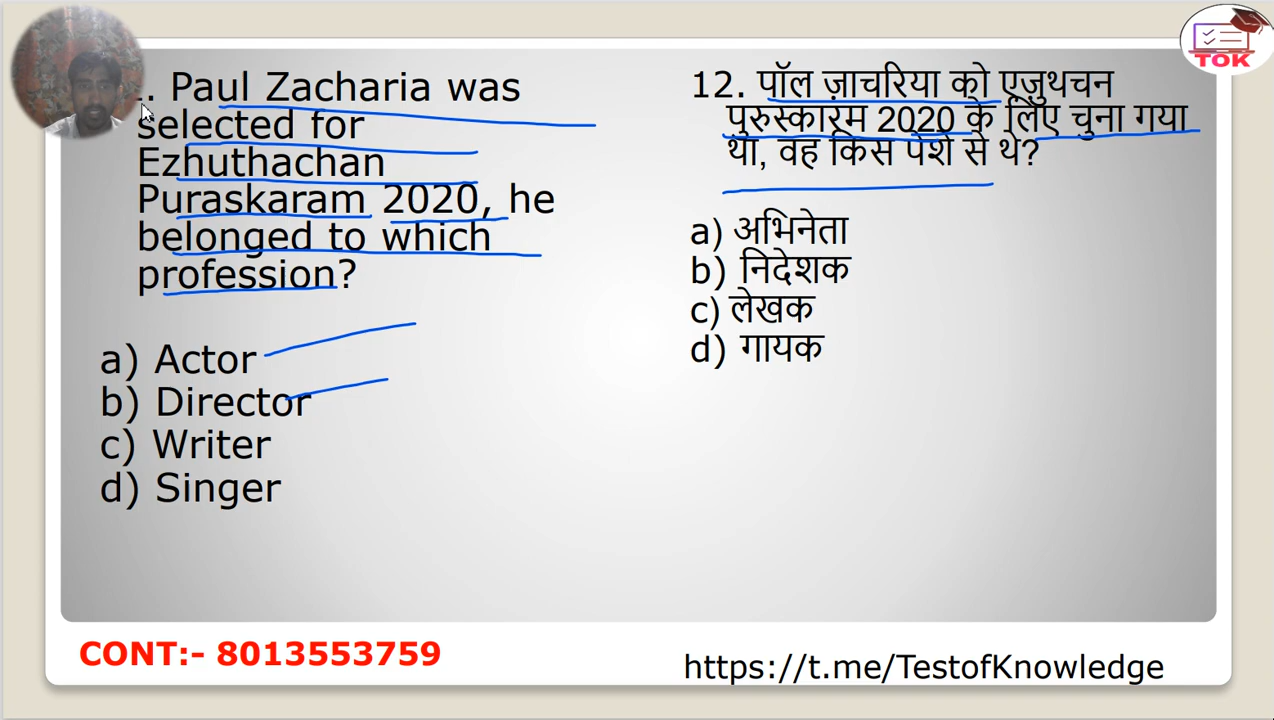 TOK
. Paul Zacharia was
selected for
Ezhuthachan
Puraskaram 2020, he
belonged to which
profession?
a) Actor
b) Director
c) Writer
d) Singer
12. पॉल ज़ाचरिया को एज़ुथचन
पुरुस्कारम 2020 के लिए चुना गया
था, वह किस पेशे से थे?
a) अभिनेता
b) निदेशक
c) लेखक
d) गायक
CONT:- 8013553759
https://t.me/TestofKnowledge